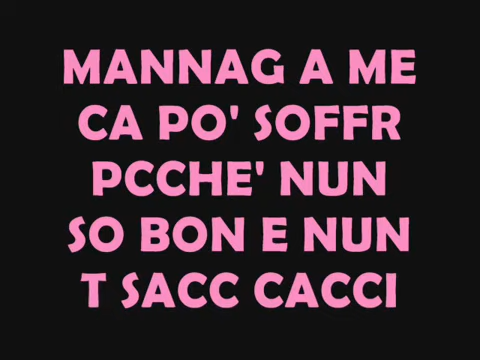 MANNAG A ME
CA PO' SOFFR
PCCHE' NUN
SO BON E NUN
T SACC CACCI